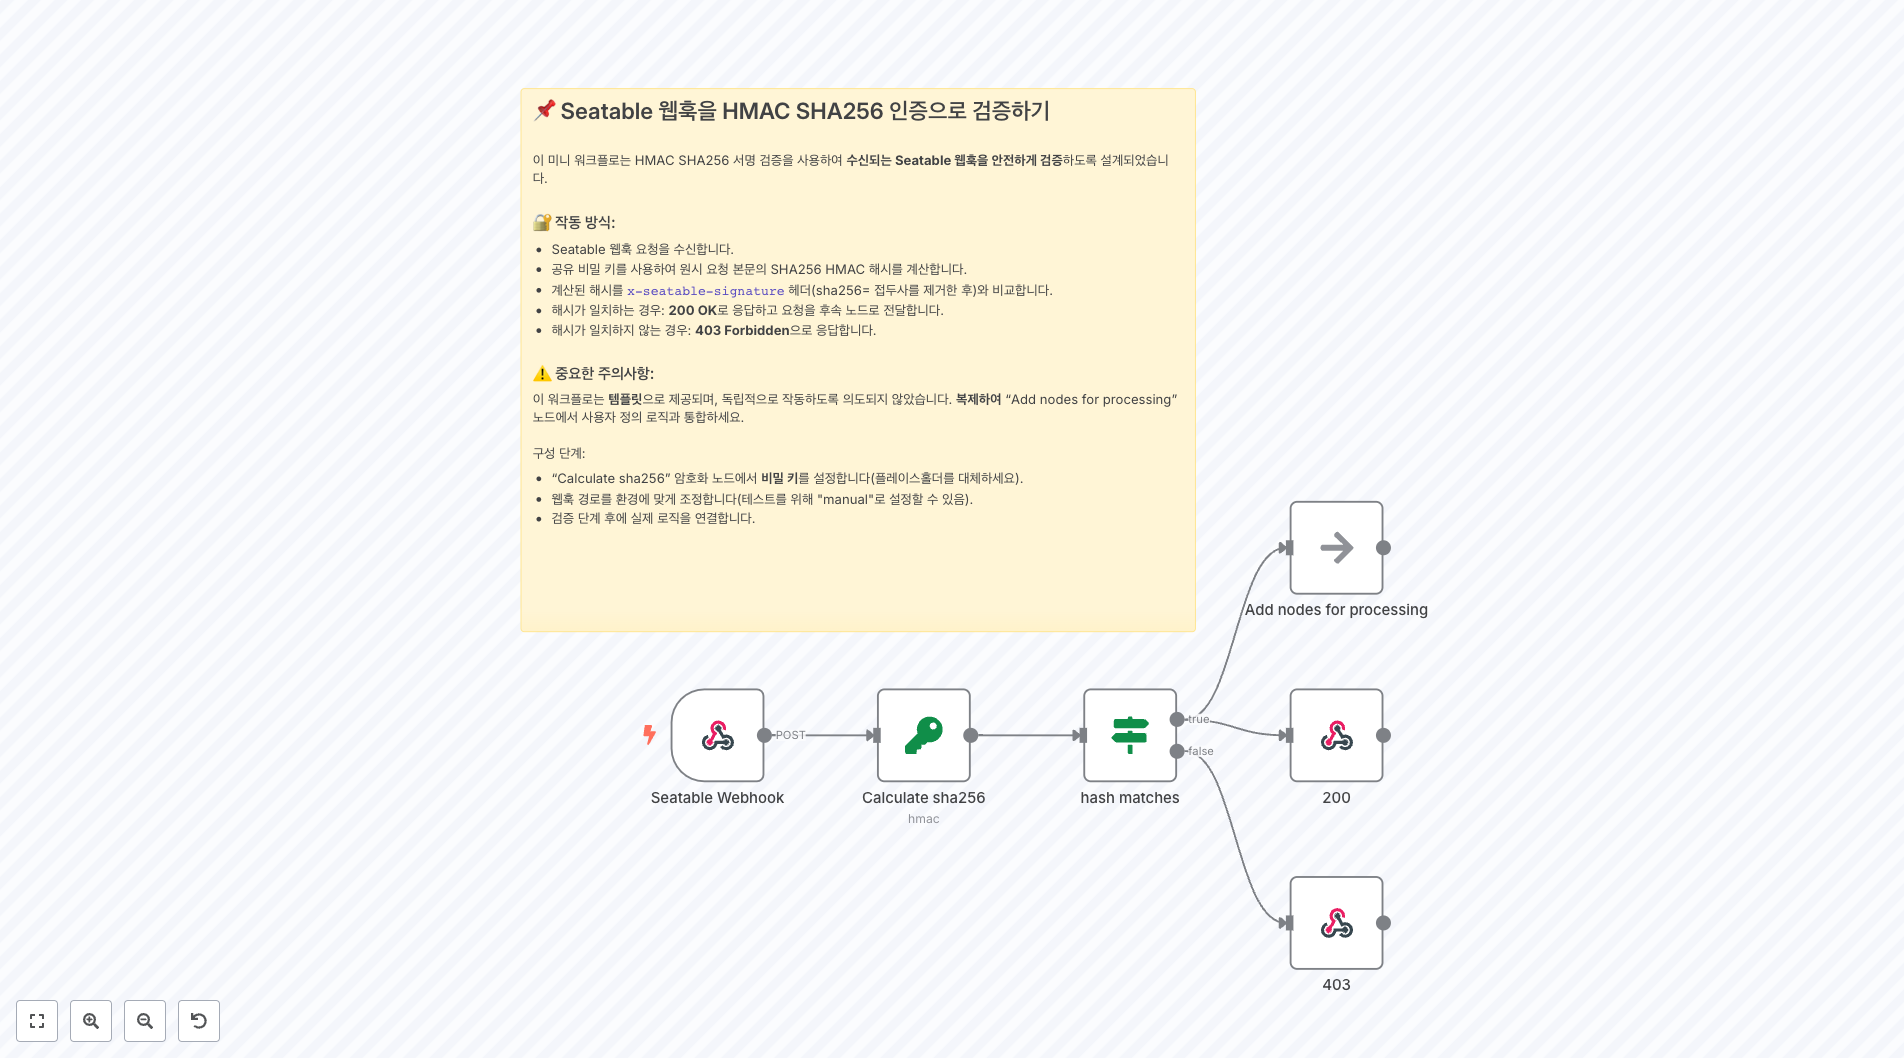 📌 Seatable 웹훅을 HMAC SHA256 인증으로 검증하기
이 미니 워크플로는 HMAC SHA256 서명 검증을 사용하여 수신되는 Seatable 웹훅을 안전하게 검증하도록 설계되었습니
다.
🔐 작동 방식:
• Seatable 웹훅 요청을 수신합니다.
• 공유 비밀 키를 사용하여 원시 요청 본문의 SHA256 HMAC 해시를 계산합니다.
• 계산된 해시를 x-seatable-signature 헤더(sha256= 접두사를 제거한 후)와 비교합니다.
• 해시가 일치하는 경우: 200 OK로 응답하고 요청을 후속 노드로 전달합니다.
• 해시가 일치하지 않는 경우: 403 Forbidden으로 응답합니다.
⚠️ 중요한 주의사항:
이 워크플로는 템플릿으로 제공되며, 독립적으로 작동하도록 의도되지 않았습니다. 복제하여 “Add nodes for processing”
노드에서 사용자 정의 로직과 통합하세요.
구성 단계:
• “Calculate sha256” 암호화 노드에서 비밀 키를 설정합니다(플레이스홀더를 대체하세요).
• 웹훅 경로를 환경에 맞게 조정합니다(테스트를 위해 "manual"로 설정할 수 있음).
• 검증 단계 후에 실제 로직을 연결합니다.
Add nodes for processing
POST
true
false
Seatable Webhook
Calculate sha256
hmac
hash matches
200
403